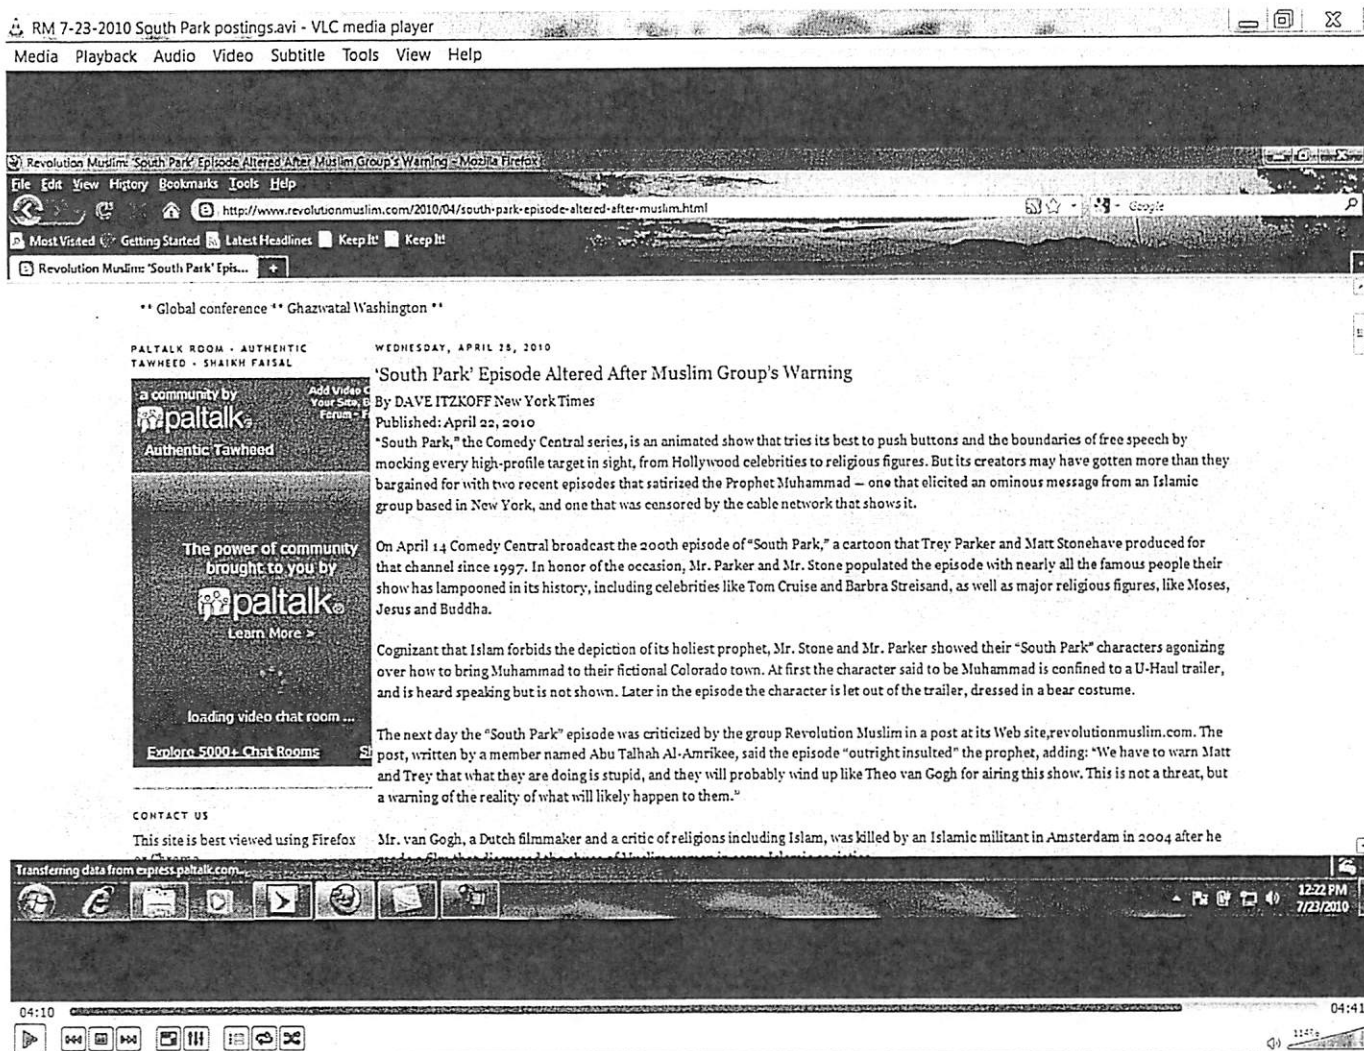 RM 7-23-2010 South Park postings.avi - VLC media player
Media Playback Audio Video Subtitle Tools View Help
Revolution Muslim: 'South Park' Episode Altered After Muslim Group's Warning - Mozilla Firefox
File Edit View History Bookmarks Tools Help
http://www.revolutionmuslim.com/2010/04/south-park-episode-altered-after-muslim.html
Google
Most Visited Getting Started Latest Headlines Keep It! Keep It!
Revolution Muslim: 'South Park' Epis...
** Global conference ** Ghazwatal Washington **
PALTALK ROOM - AUTHENTIC
TAWHEED - SHAIKH FAISAL
a community by
paltalk
Authentic Tawheed
Add Video C
Your Site, B
Forum - F
The power of community
brought to you by
paltalk
Learn More >
loading video chat room ...
Explore 5000+ Chat Rooms
CONTACT US
This site is best viewed using Firefox
WEDNESDAY, APRIL 28, 2010
'South Park' Episode Altered After Muslim Group's Warning
By DAVE ITZKOFF New York Times
Published: April 22, 2010
"South Park," the Comedy Central series, is an animated show that tries its best to push buttons and the boundaries of free speech by
mocking every high-profile target in sight, from Hollywood celebrities to religious figures. But its creators may have gotten more than they
bargained for with two recent episodes that satirized the Prophet Muhammad — one that elicited an ominous message from an Islamic
group based in New York, and one that was censored by the cable network that shows it.
On April 14 Comedy Central broadcast the 200th episode of "South Park," a cartoon that Trey Parker and Matt Stonehave produced for
that channel since 1997. In honor of the occasion, Mr. Parker and Mr. Stone populated the episode with nearly all the famous people their
show has lampooned in its history, including celebrities like Tom Cruise and Barbra Streisand, as well as major religious figures, like Moses,
Jesus and Buddha.
Cognizant that Islam forbids the depiction of its holiest prophet, Mr. Stone and Mr. Parker showed their "South Park" characters agonizing
over how to bring Muhammad to their fictional Colorado town. At first the character said to be Muhammad is confined to a U-Haul trailer,
and is heard speaking but is not shown. Later in the episode the character is let out of the trailer, dressed in a bear costume.
The next day the "South Park" episode was criticized by the group Revolution Muslim in a post at its Web site,revolutionmuslim.com. The
post, written by a member named Abu Talhah Al-Amrikee, said the episode "outright insulted" the prophet, adding: "We have to warn Matt
and Trey that what they are doing is stupid, and they will probably wind up like Theo van Gogh for airing this show. This is not a threat, but
a warning of the reality of what will likely happen to them."
Mr. van Gogh, a Dutch filmmaker and a critic of religions including Islam, was killed by an Islamic militant in Amsterdam in 2004 after he
Transferring data from express.paltalk.com...
12:22 PM
7/23/2010
04:10
04:41